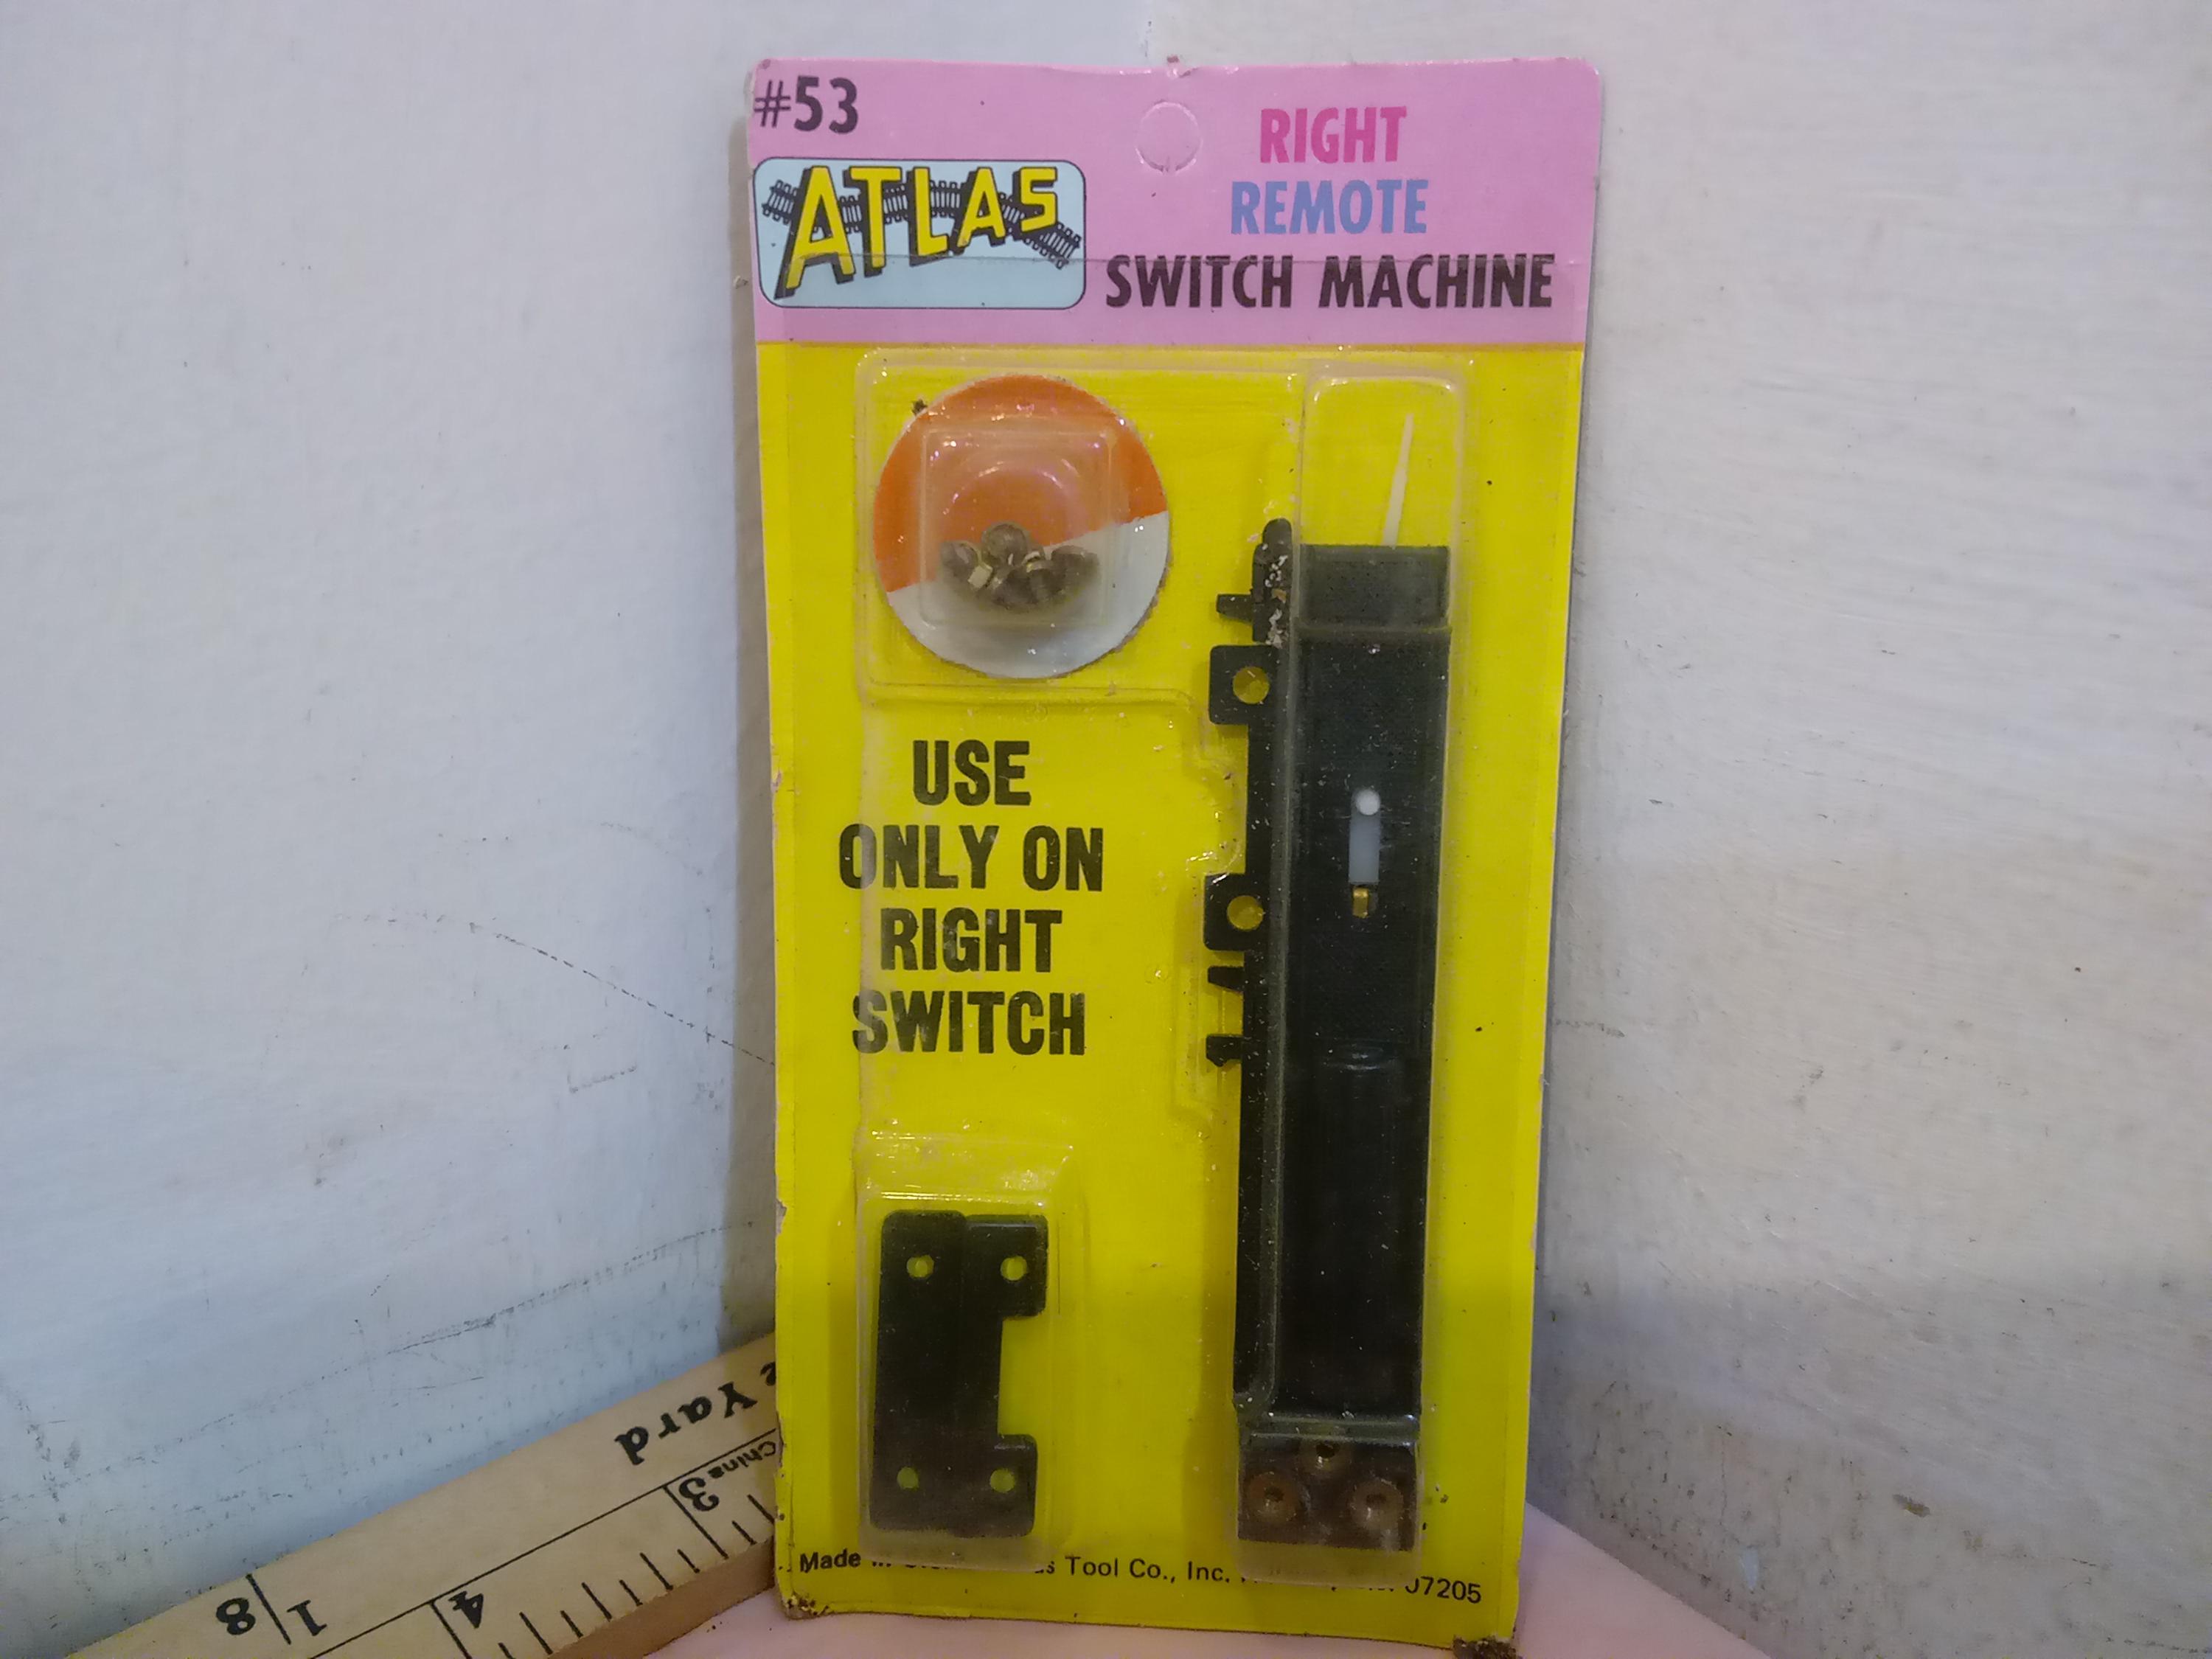 #53
ATLAS
RIGHT
REMOTE
SWITCH MACHINE
USE
ONLY ON
RIGHT
SWITCH
Made Tool Co., Inc. 07205
Yard
China
3
4
8 1